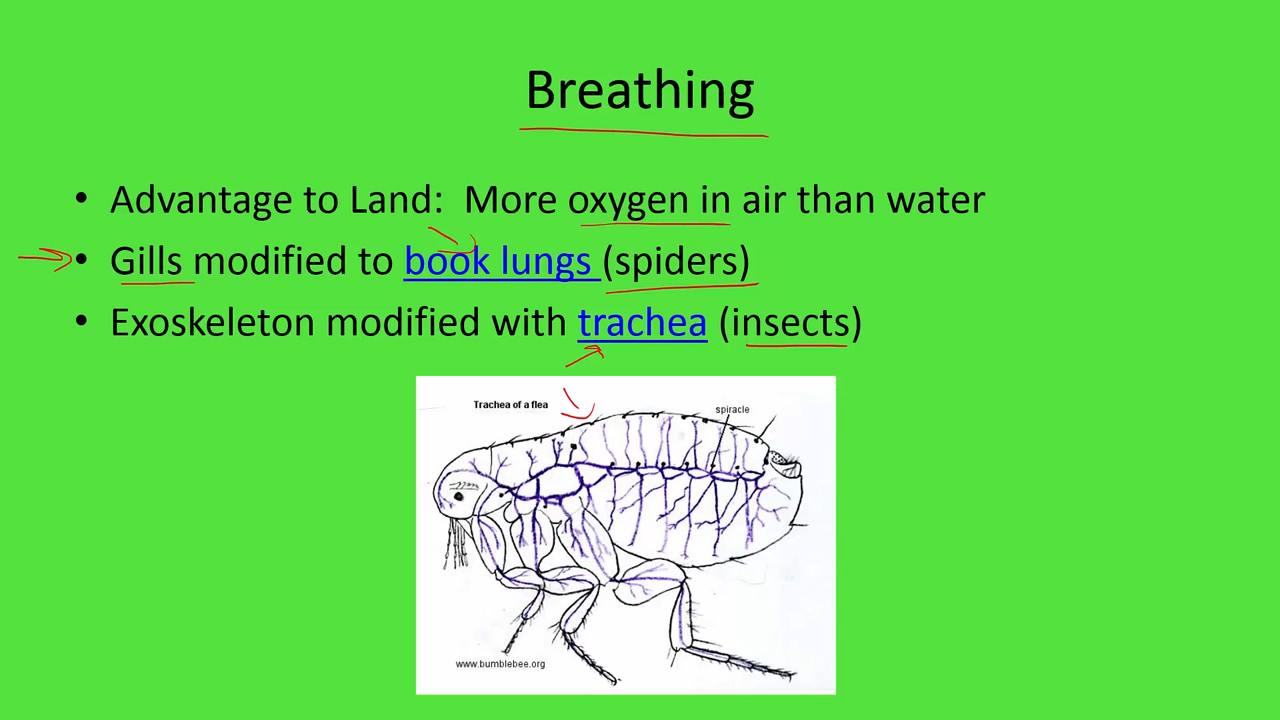 Breathing
• Advantage to Land:  More oxygen in air than water
• Gills modified to book lungs (spiders)
• Exoskeleton modified with trachea (insects)
Trachea of a flea
spiracle
www.bumblebee.org